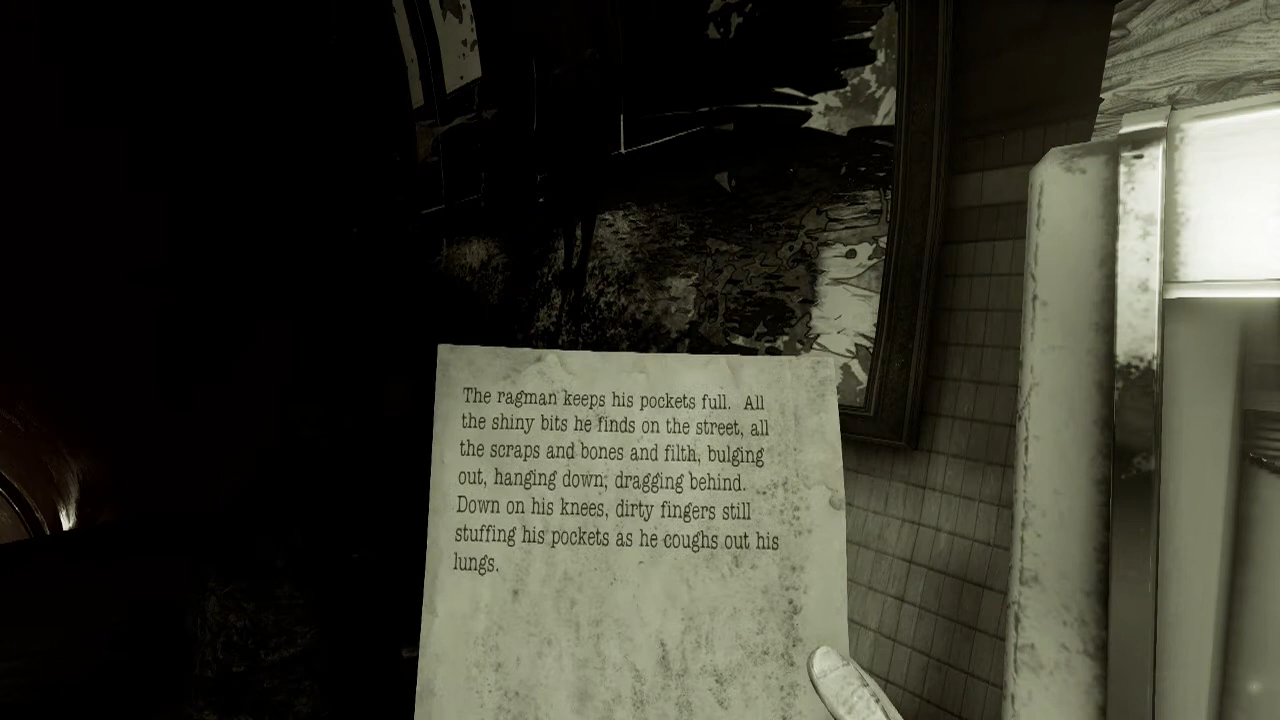 The ragman keeps his pockets full.  All
the shiny bits he finds on the street, all
the scraps and bones and filth, bulging
out, hanging down, dragging behind.
Down on his knees, dirty fingers still
stuffing his pockets as he coughs out his
lungs.